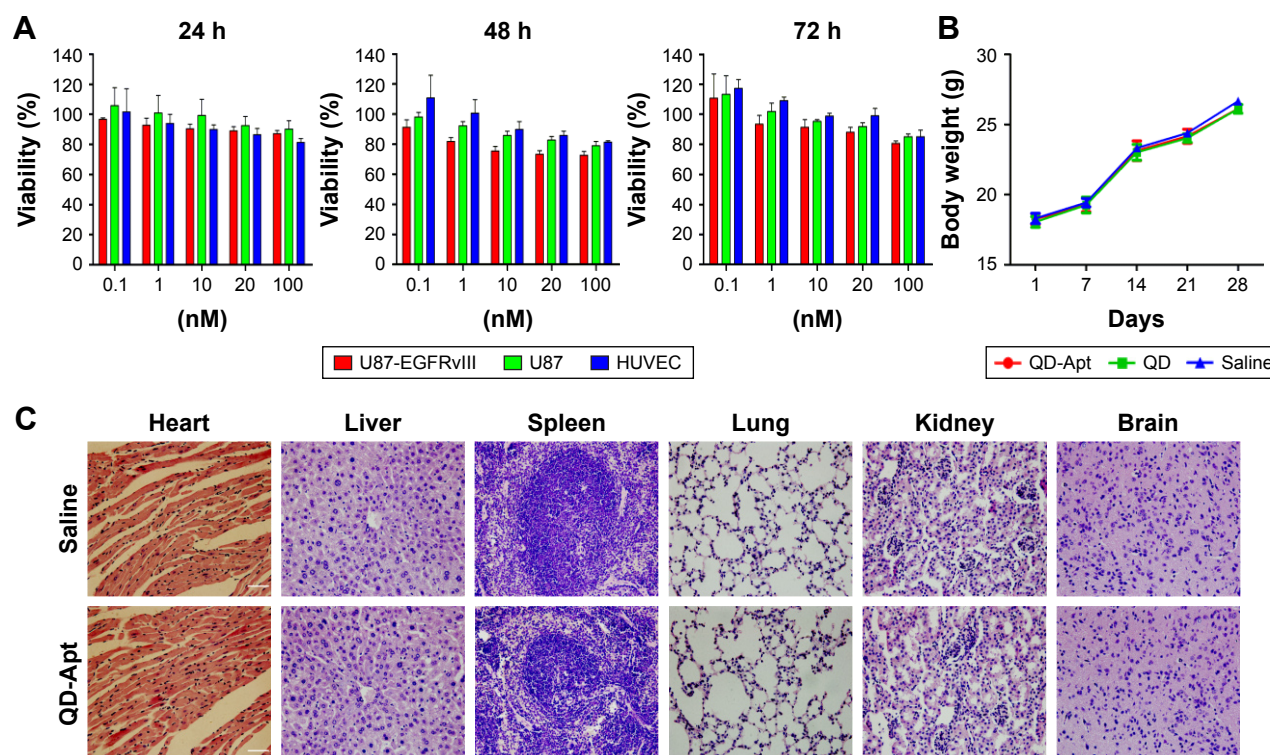 A
24 h
48 h
72 h
B
Viability (%)
140
120
100
80
60
40
20
0
0.1 1 10 20 100
(nM)
Viability (%)
140
120
100
80
60
40
20
0
0.1 1 10 20 100
(nM)
Viability (%)
140
120
100
80
60
40
20
0
0.1 1 10 20 100
(nM)
U87-EGFRvIII U87 HUVEC
Body weight (g)
30
25
20
15
1 7 14 21 28
Days
QD-Apt QD Saline
C
Heart Liver Spleen Lung Kidney Brain
Saline
QD-Apt